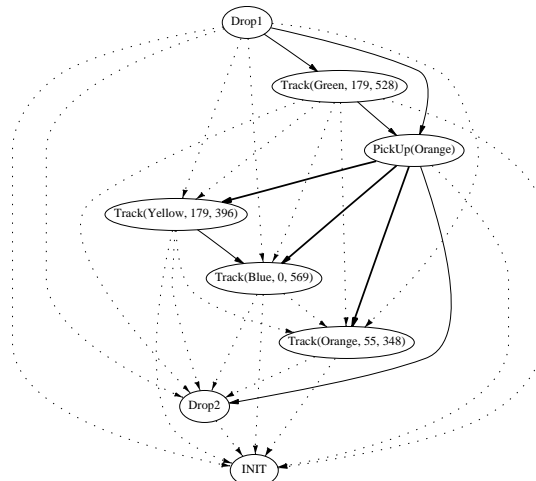 Drop1
Track(Green, 179, 528)
PickUp(Orange)
Track(Yellow, 179, 396)
Track(Blue, 0, 569)
Track(Orange, 55, 348)
Drop2
INIT